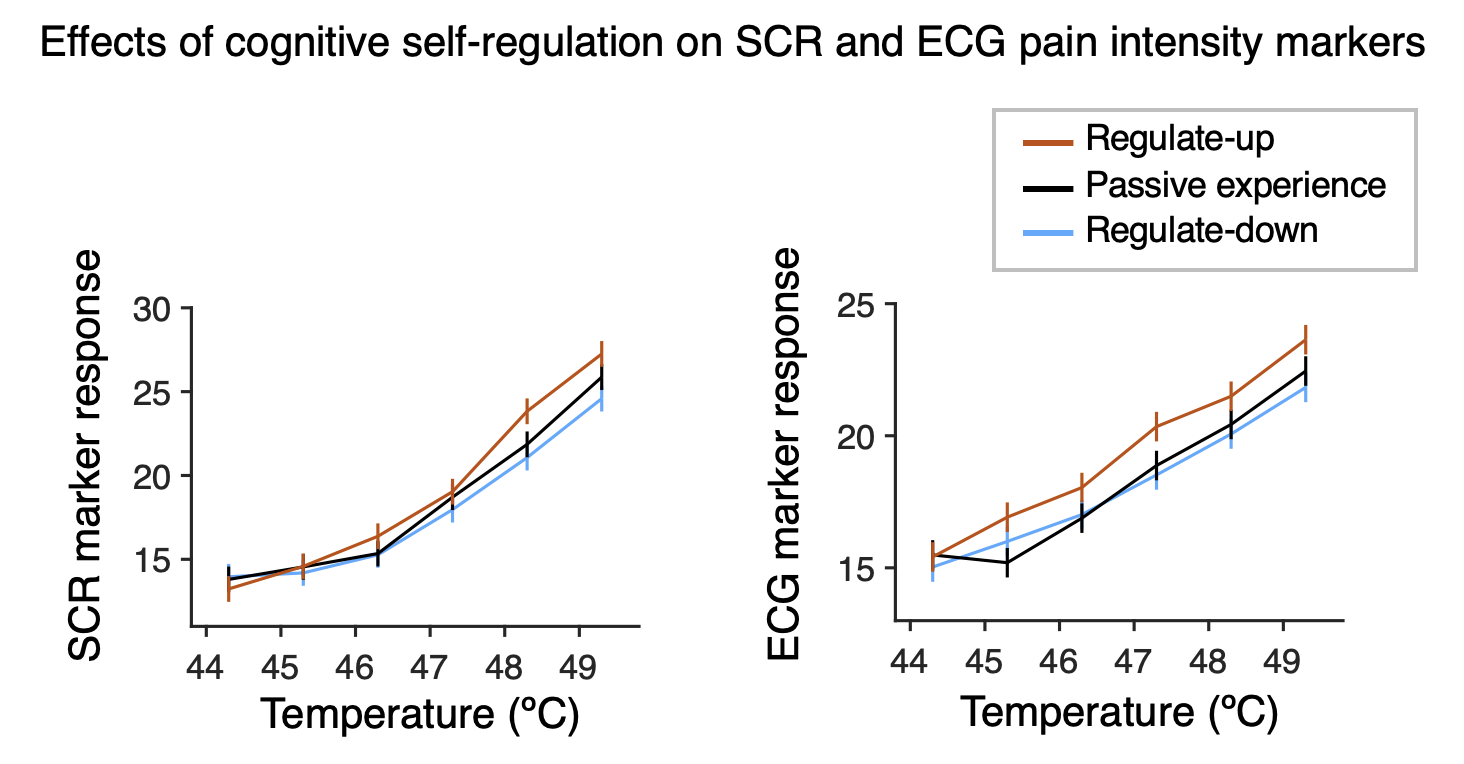 Effects of cognitive self-regulation on SCR and ECG pain intensity markers
Regulate-up
Passive experience
Regulate-down
SCR marker response
30
25
20
15
44 45 46 47 48 49
Temperature (ºC)
ECG marker response
25
20
15
44 45 46 47 48 49
Temperature (ºC)